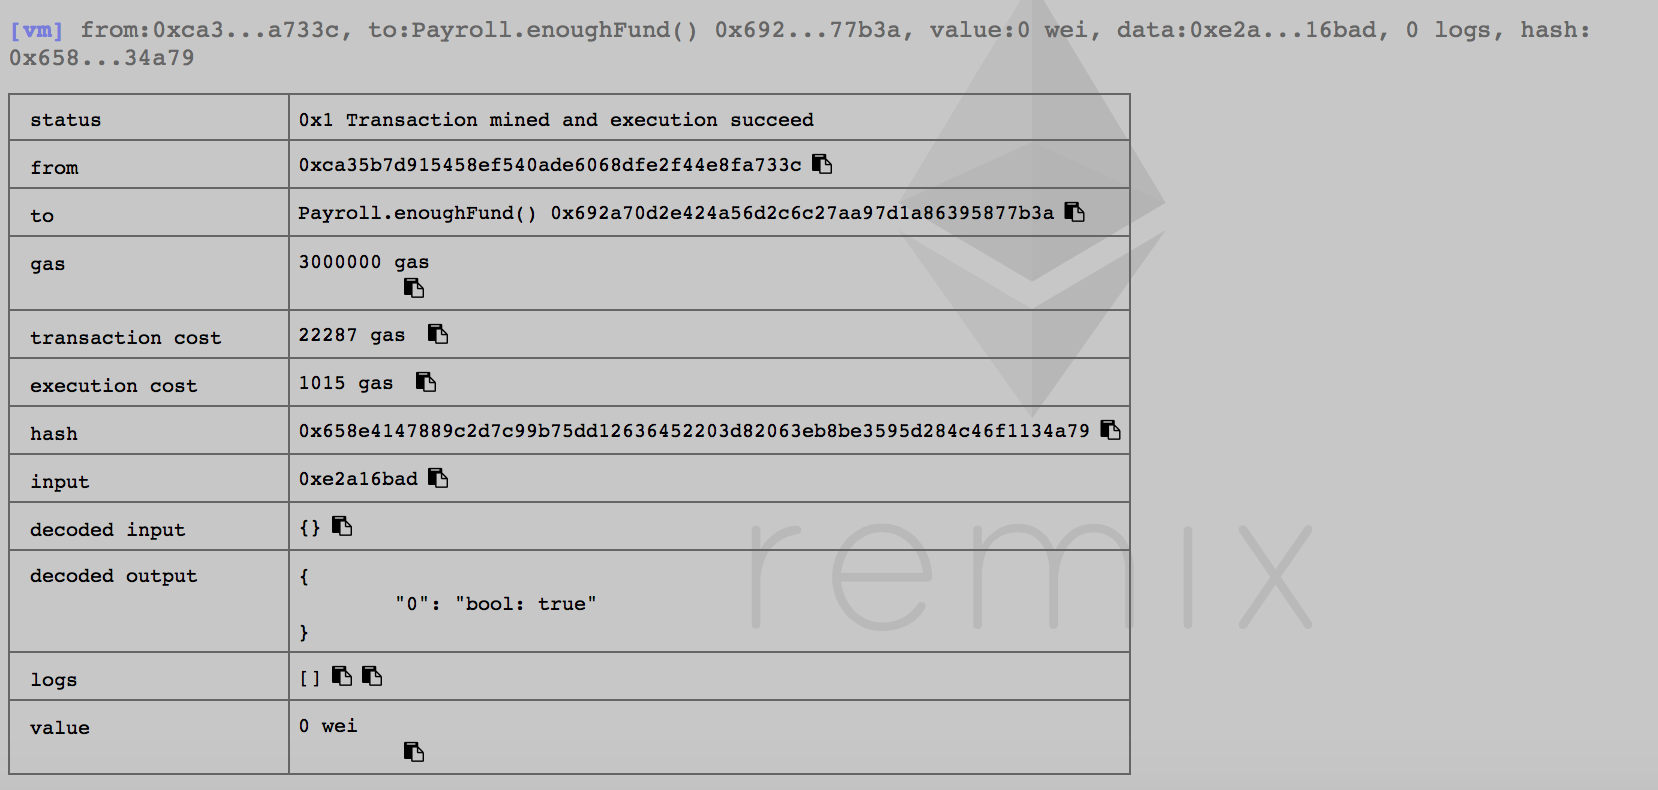 [vm] from:0xca3...a733c, to:Payroll.enoughFund() 0x692...77b3a, value:0 wei, data:0xe2a...16bad, 0 logs, hash:
0x658...34a79
status 0x1 Transaction mined and execution succeed
from 0xca35b7d915458ef540ade6068dfe2f44e8fa733c
to Payroll.enoughFund() 0x692a70d2e424a56d2c6c27aa97d1a86395877b3a
gas 3000000 gas
transaction cost 22287 gas
execution cost 1015 gas
hash 0x658e4147889c2d7c99b75dd12636452203d82063eb8be3595d284c46f1134a79
input 0xe2a16bad
decoded input {}
decoded output {
"0": "bool: true"
}
logs []
value 0 wei
remix